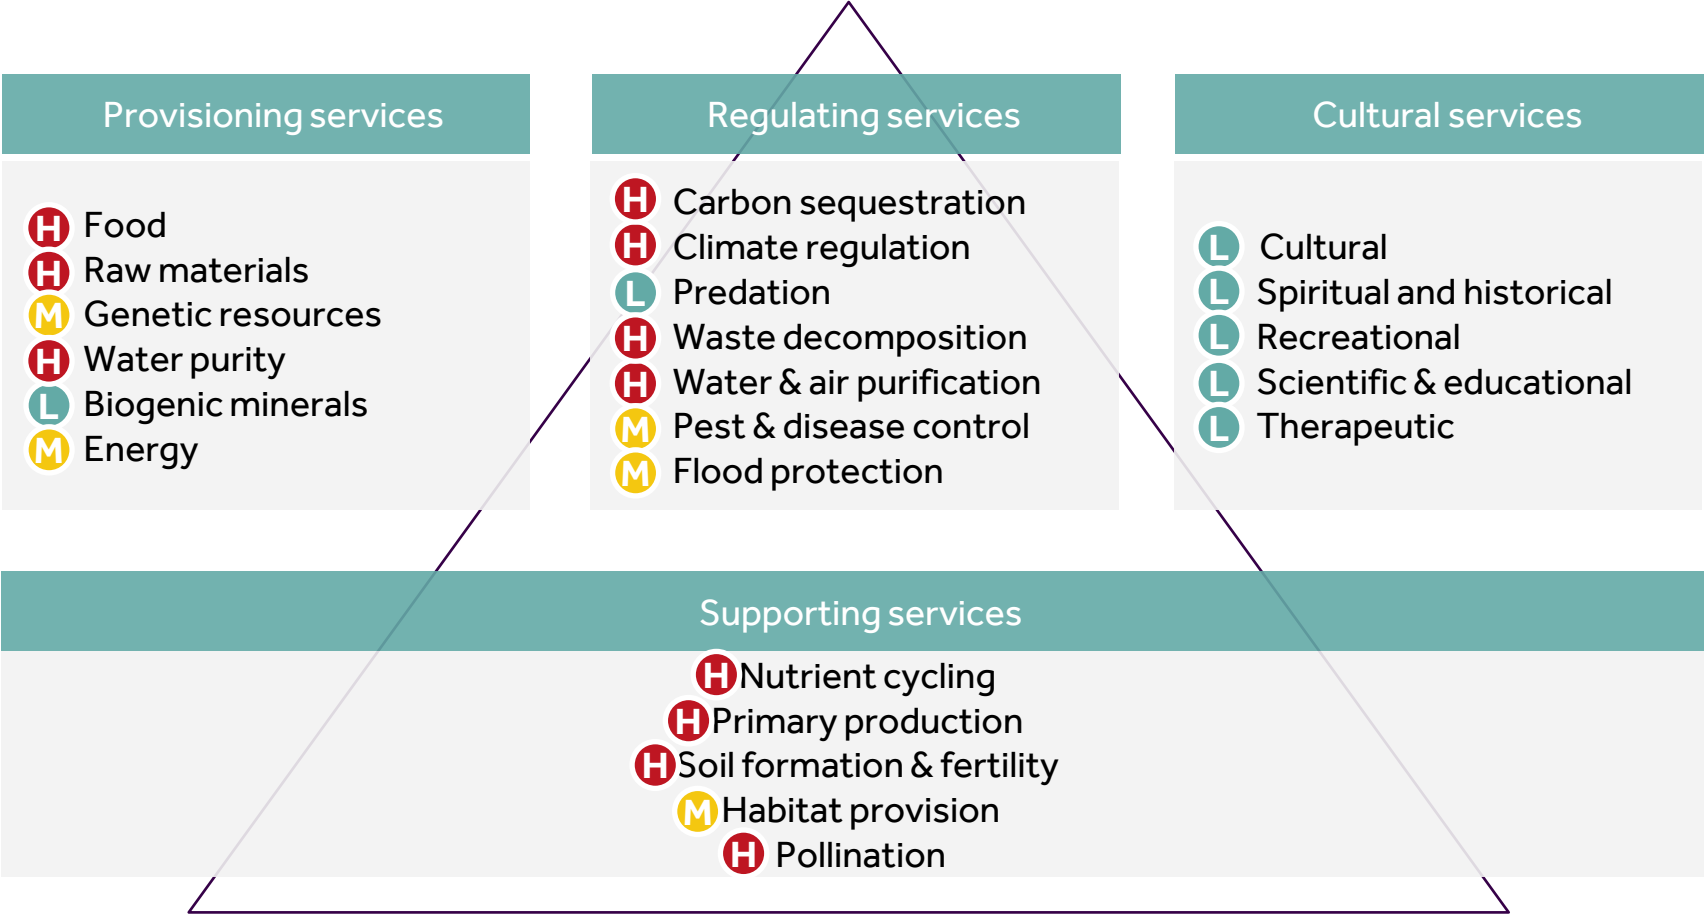 Provisioning services
H Food
H Raw materials
M Genetic resources
H Water purity
L Biogenic minerals
M Energy
Regulating services
H Carbon sequestration
H Climate regulation
L Predation
H Waste decomposition
H Water & air purification
M Pest & disease control
M Flood protection
Cultural services
L Cultural
L Spiritual and historical
L Recreational
L Scientific & educational
L Therapeutic
Supporting services
H Nutrient cycling
H Primary production
H Soil formation & fertility
M Habitat provision
H Pollination